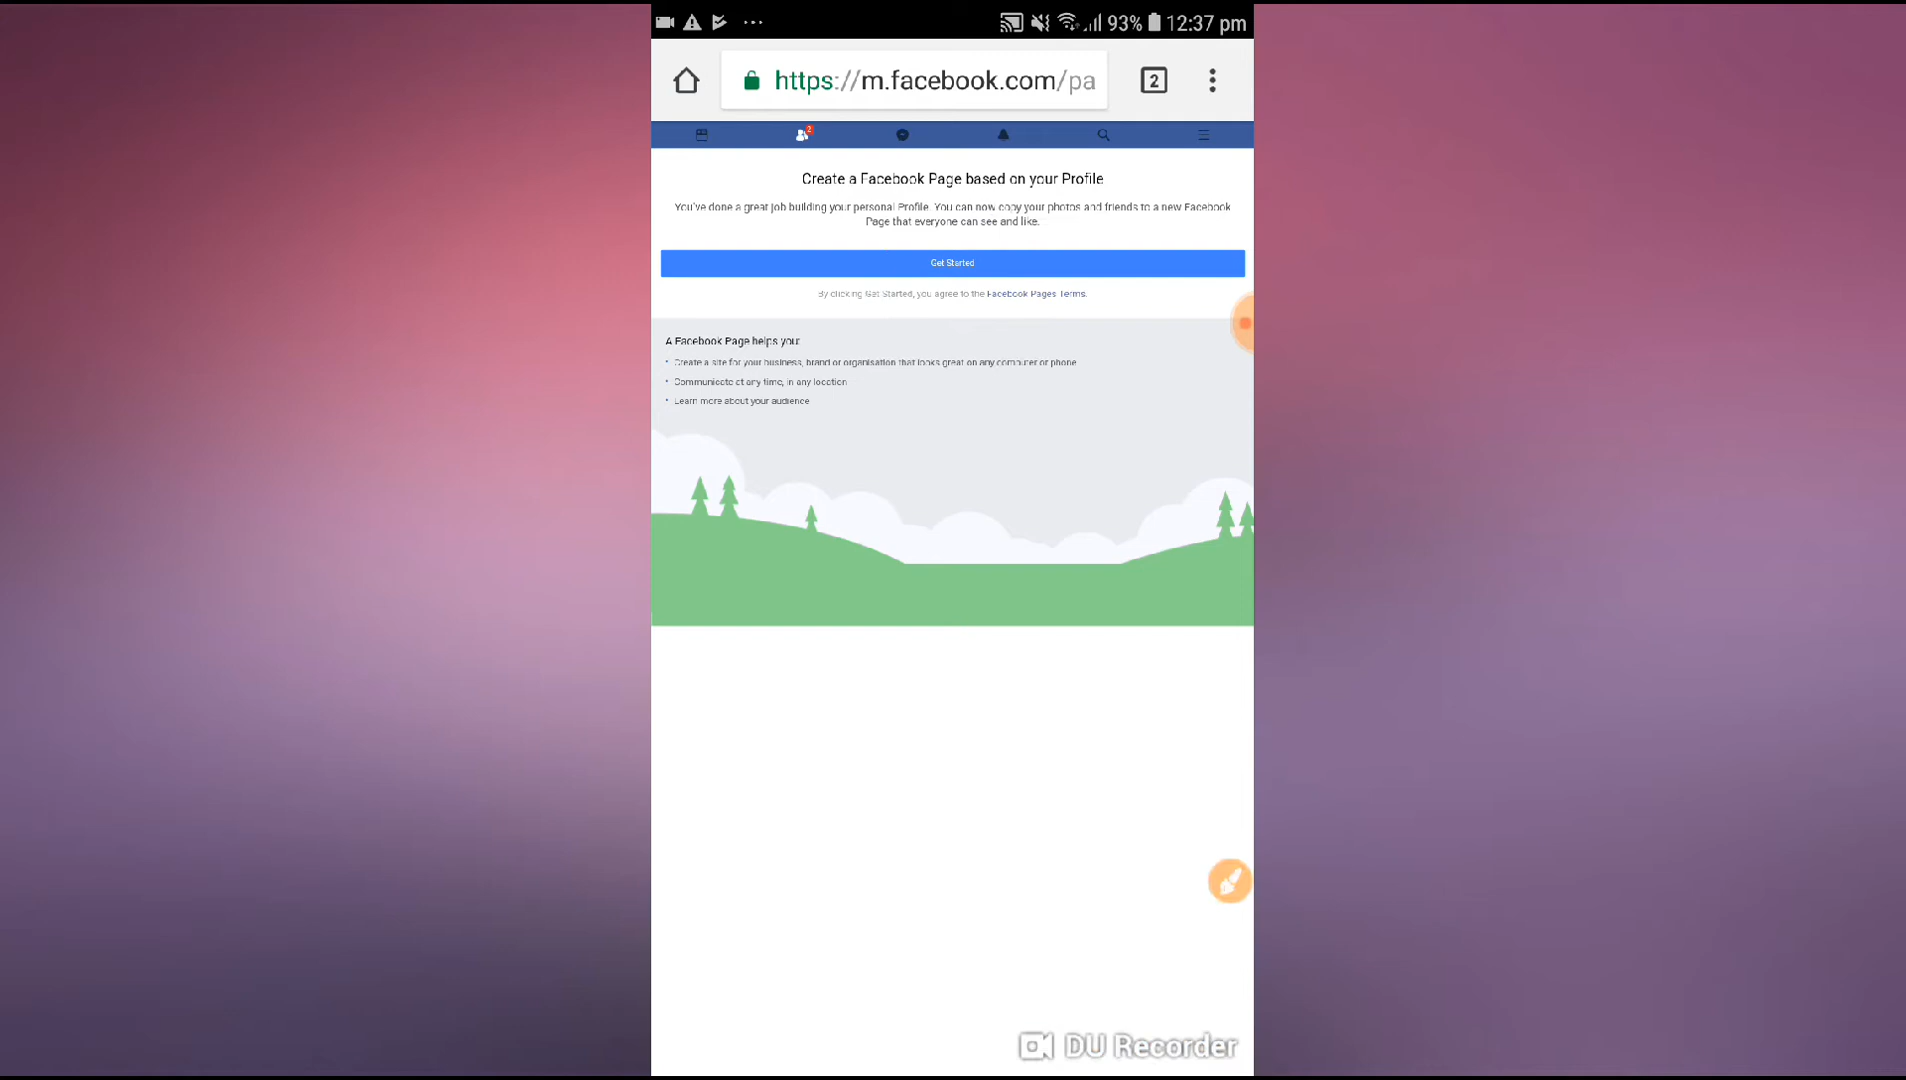 93% 12:37 pm
https://m.facebook.com/pa
2
2
Create a Facebook Page based on your Profile
You've done a great job building your personal Profile. You can now copy your photos and friends to a new Facebook
Page that everyone can see and like.
Get Started
By clicking Get Started, you agree to the Facebook Pages Terms.
A Facebook Page helps you:
• Create a site for your business, brand or organisation that looks great on any computer or phone
• Communicate at any time, in any location
• Learn more about your audience
DU Recorder